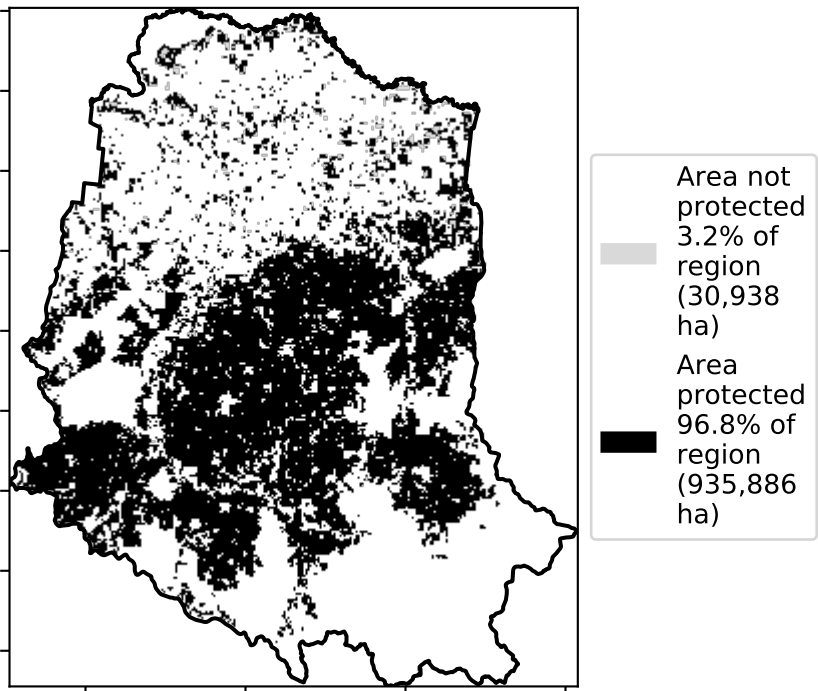 Area not
protected
3.2% of
region
(30,938
ha)
Area
protected
96.8% of
region
(935,886
ha)